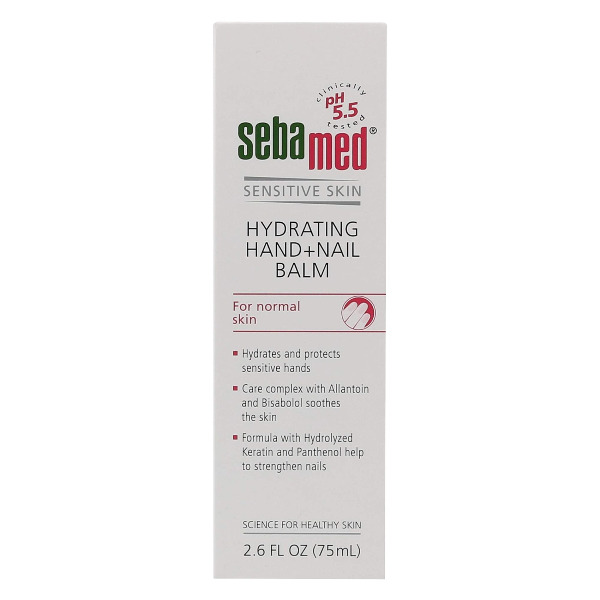 clinically
pH
5.5
tested
sebamed®
SENSITIVE SKIN
HYDRATING
HAND+NAIL
BALM
For normal
skin
▪ Hydrates and protects
sensitive hands
▪ Care complex with Allantoin
and Bisabolol soothes
the skin
▪ Formula with Hydrolyzed
Keratin and Panthenol help
to strengthen nails
SCIENCE FOR HEALTHY SKIN
2.6 FL OZ (75mL)